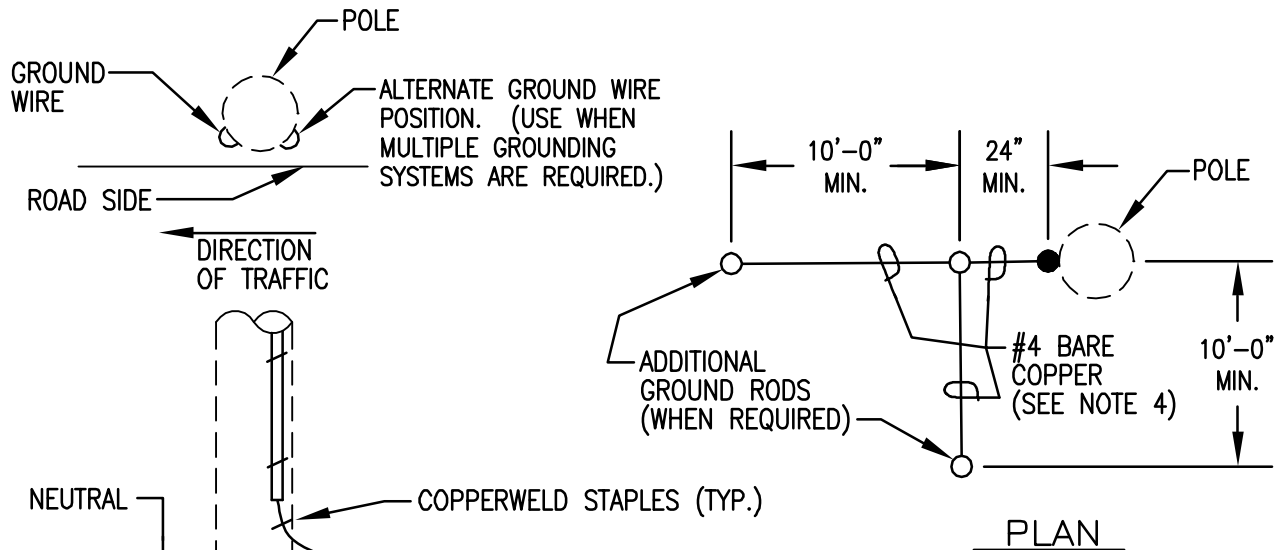 POLE
GROUND
WIRE
ALTERNATE GROUND WIRE
POSITION. (USE WHEN
MULTIPLE GROUNDING
SYSTEMS ARE REQUIRED.)
ROAD SIDE
DIRECTION
OF TRAFFIC
10'-0"
MIN.
24"
MIN.
POLE
#4 BARE
COPPER
(SEE NOTE 4)
10'-0"
MIN.
ADDITIONAL
GROUND RODS
(WHEN REQUIRED)
NEUTRAL
COPPERWELD STAPLES (TYP.)
PLAN